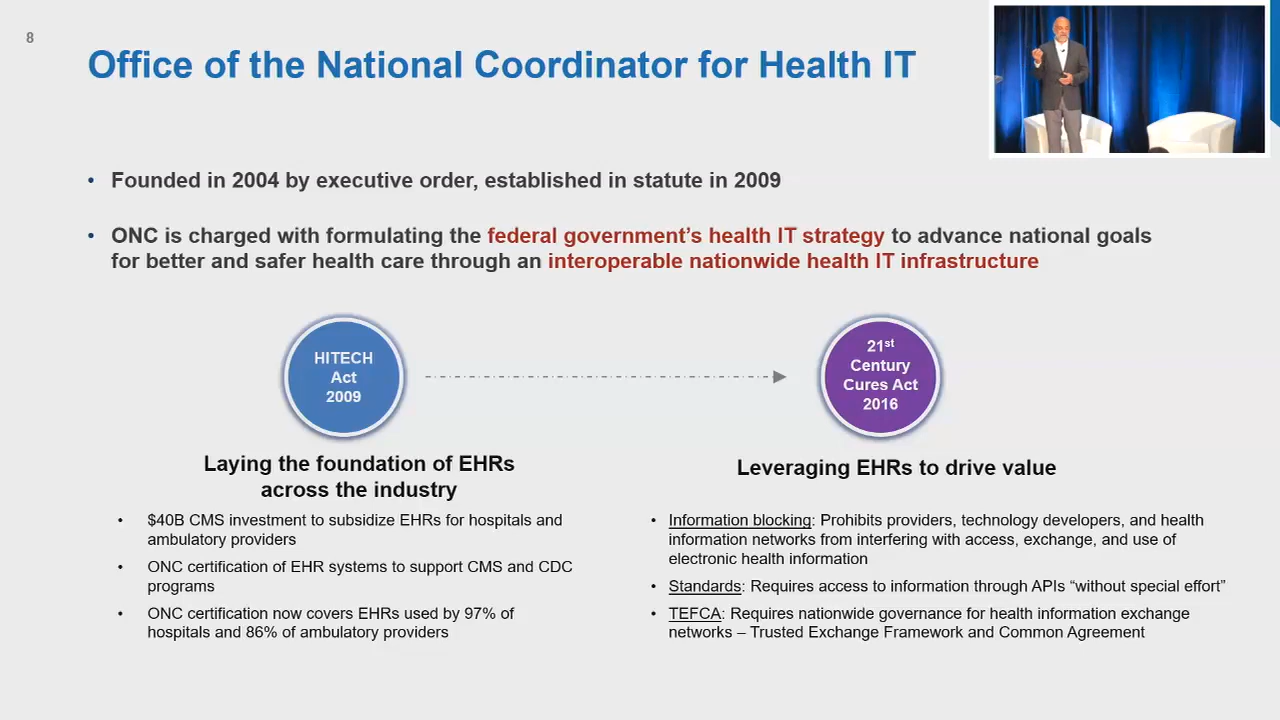 8
Office of the National Coordinator for Health IT
• Founded in 2004 by executive order, established in statute in 2009
• ONC is charged with formulating the federal government’s health IT strategy to advance national goals
for better and safer health care through an interoperable nationwide health IT infrastructure
HITECH
Act
2009
21st
Century
Cures Act
2016
Laying the foundation of EHRs
across the industry
• $40B CMS investment to subsidize EHRs for hospitals and
ambulatory providers
• ONC certification of EHR systems to support CMS and CDC
programs
• ONC certification now covers EHRs used by 97% of
hospitals and 86% of ambulatory providers
Leveraging EHRs to drive value
• Information blocking: Prohibits providers, technology developers, and health
information networks from interfering with access, exchange, and use of
electronic health information
• Standards: Requires access to information through APIs “without special effort”
• TEFCA: Requires nationwide governance for health information exchange
networks – Trusted Exchange Framework and Common Agreement